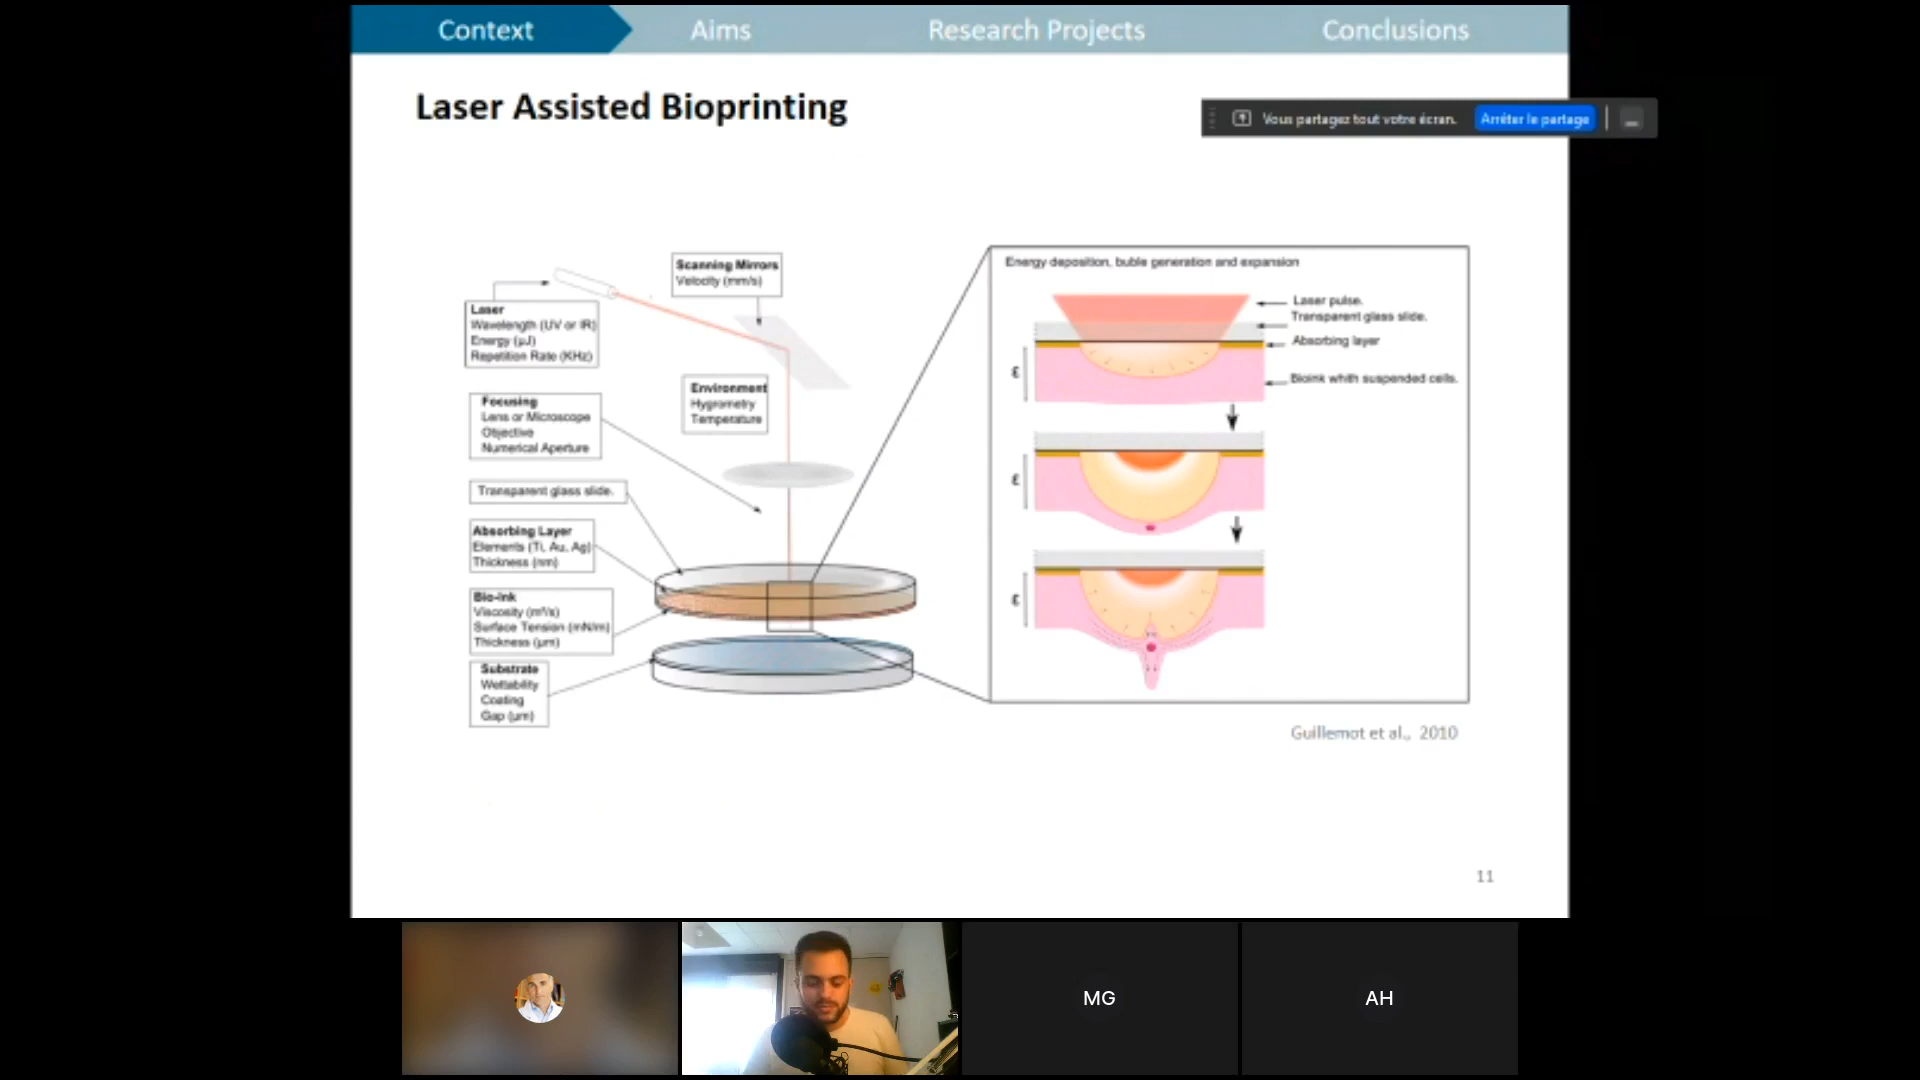 Context
Aims
Research Projects
Conclusions
Laser Assisted Bioprinting
Vous partagez tout votre écran.
Arrêter le partage
Scanning Mirrors
Velocity (mm/s)
Laser
Wavelength (UV or IR)
Energy (µJ)
Repetition Rate (KHz)
Environment
Hygrometry
Temperature
Focusing
Lens or Microscope
Objective
Numerical Aperture
Transparent glass slide.
Absorbing Layer
Elements (Ti, Au, Ag)
Thickness (nm)
Bio-ink
Viscosity (m²/s)
Surface Tension (mN/m)
Thickness (µm)
Substrate
Wettability
Coating
Gap (µm)
Energy deposition, buble generation and expansion
Laser pulse.
Transparent glass slide.
Absorbing layer
Bioink whith suspended cells.
ε
ε
ε
Guillemot et al., 2010
11
MG
AH